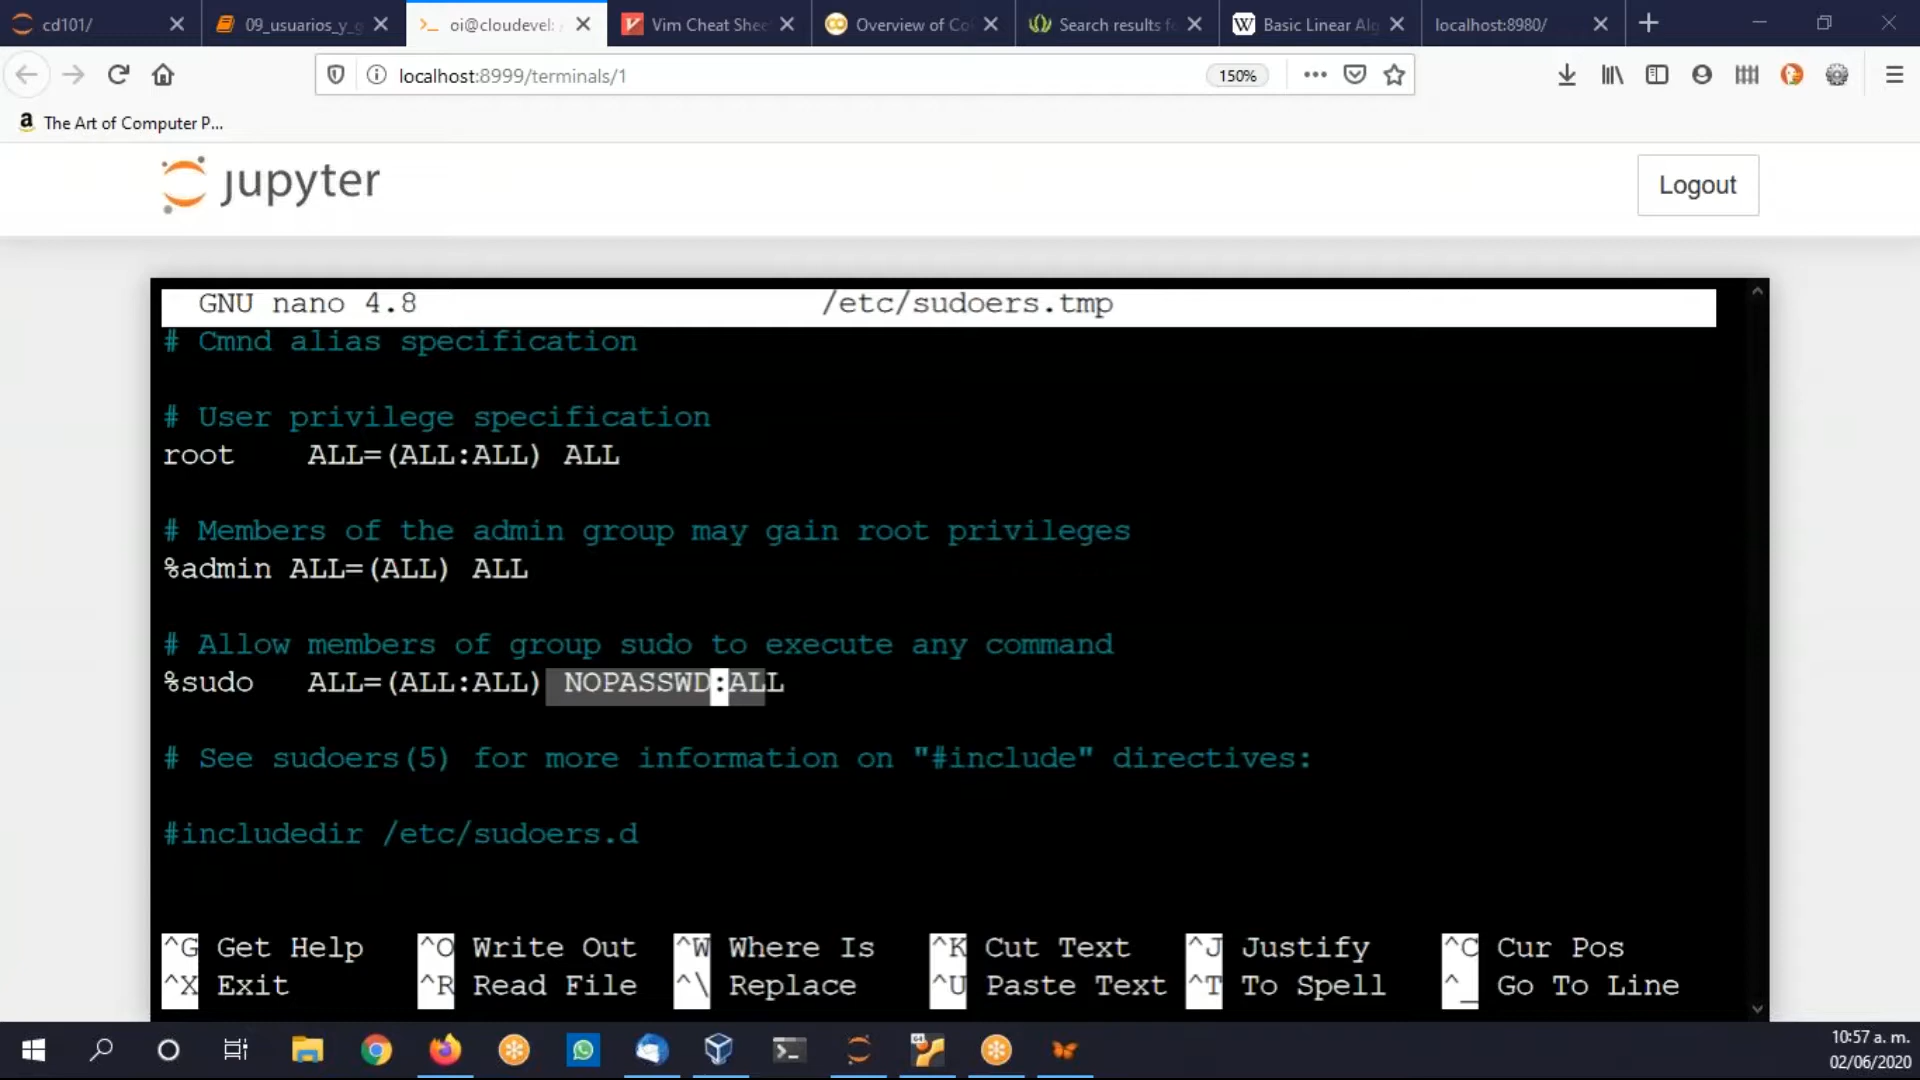 cd101/
09_usuarios_y_g
oi@cloudevel:
Vim Cheat Shee
Overview of Co
Search results fo
Basic Linear Alg
localhost:8980/
localhost:8999/terminals/1
150%
The Art of Computer P...
jupyter
Logout
GNU nano 4.8 /etc/sudoers.tmp
# Cmnd alias specification
# User privilege specification
root ALL=(ALL:ALL) ALL
# Members of the admin group may gain root privileges
%admin ALL=(ALL) ALL
# Allow members of group sudo to execute any command
%sudo ALL=(ALL:ALL) NOPASSWD:ALL
# See sudoers(5) for more information on "#include" directives:
#includedir /etc/sudoers.d
^G Get Help ^O Write Out ^W Where Is ^K Cut Text ^J Justify ^C Cur Pos
^X Exit ^R Read File ^\ Replace ^U Paste Text ^T To Spell ^_ Go To Line
10:57 a. m.
02/06/2020